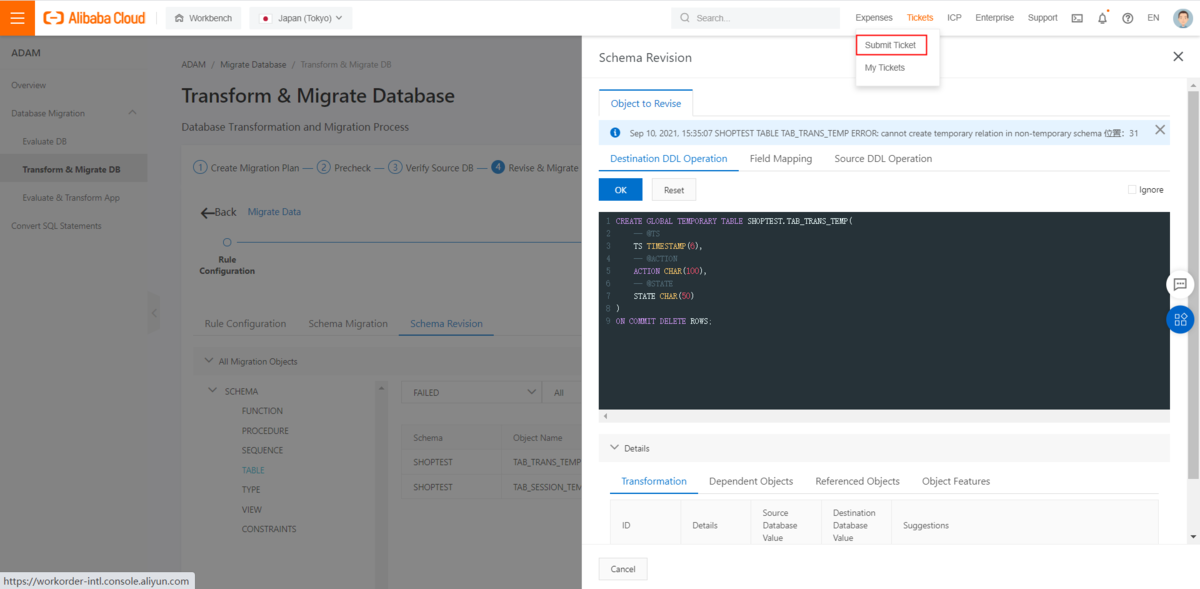 Alibaba Cloud
Workbench
Japan (Tokyo)
Search...
Expenses
Tickets
ICP
Enterprise
Support
EN
Submit Ticket
My Tickets
ADAM
Overview
Database Migration
Evaluate DB
Transform & Migrate DB
Evaluate & Transform App
Convert SQL Statements
ADAM / Migrate Database / Transform & Migrate DB
Transform & Migrate Database
Database Transformation and Migration Process
1 Create Migration Plan 2 Precheck 3 Verify Source DB 4 Revise & Migrate
Back Migrate Data
Rule
Configuration
Rule Configuration Schema Migration Schema Revision
All Migration Objects
SCHEMA
FUNCTION
PROCEDURE
SEQUENCE
TABLE
TYPE
VIEW
CONSTRAINTS
FAILED All
Schema Object Name
SHOPTEST TAB_TRANS_TEMP
SHOPTEST TAB_SESSION_TEM
Schema Revision
Object to Revise
Sep 10, 2021, 15:35:07 SHOPTEST TABLE TAB_TRANS_TEMP ERROR: cannot create temporary relation in non-temporary schema 位置：31
Destination DDL Operation Field Mapping Source DDL Operation
OK Reset Ignore
1 CREATE GLOBAL TEMPORARY TABLE SHOPTEST.TAB_TRANS_TEMP(
2 -- @TS
3 TS TIMESTAMP(6),
4 -- @ACTION
5 ACTION CHAR(100),
6 -- @STATE
7 STATE CHAR(50)
8 )
9 ON COMMIT DELETE ROWS;
Details
Transformation Dependent Objects Referenced Objects Object Features
ID
Details
Source
Database
Value
Destination
Database
Value
Suggestions
Cancel
https://workorder-intl.console.aliyun.com